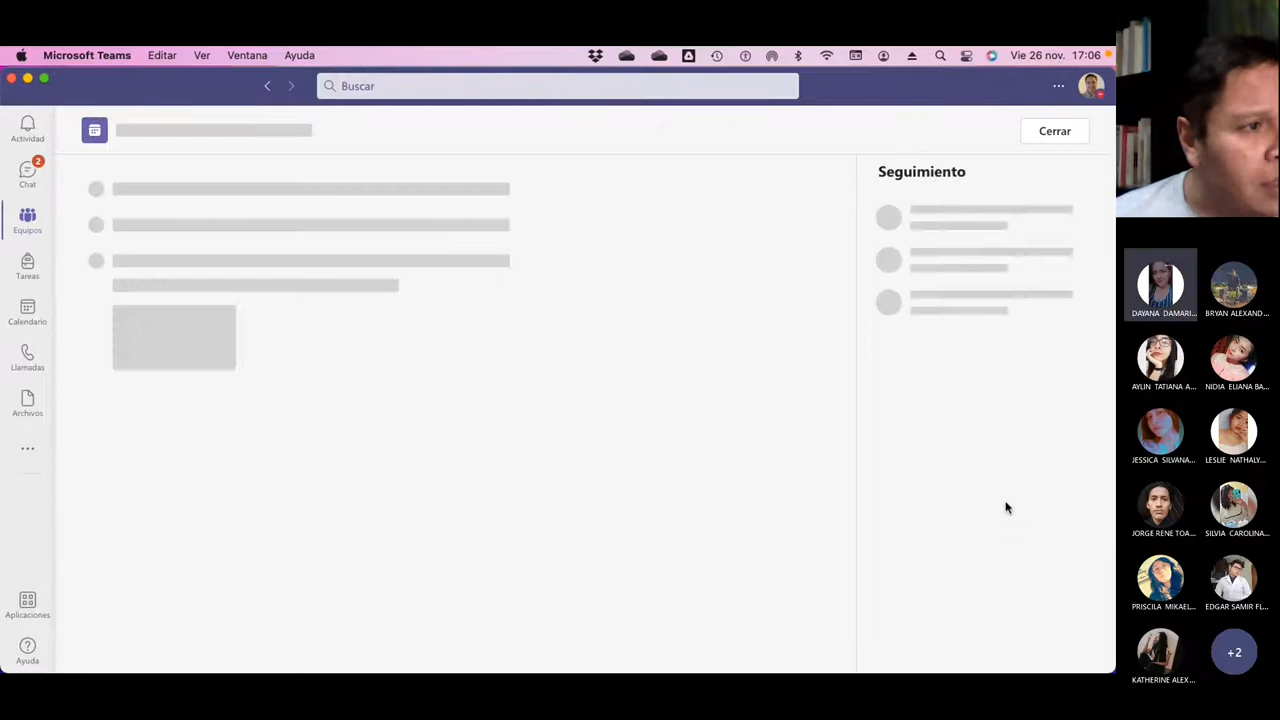 Microsoft Teams Editar Ver Ventana Ayuda Vie 26 nov. 17:06
Buscar
Actividad
2
Chat
Equipos
Tareas
Calendario
Llamadas
Archivos
Aplicaciones
Ayuda
Cerrar
Seguimiento
DAYANA DAMARI... BRYAN ALEXAND...
AYLIN TATIANA A... NIDIA ELIANA BA...
JESSICA SILVANA... LESLIE NATHALY...
JORGE RENE TOA... SILVIA CAROLINA...
PRISCILA MIKAEL... EDGAR SAMIR FL...
KATHERINE ALEX... +2